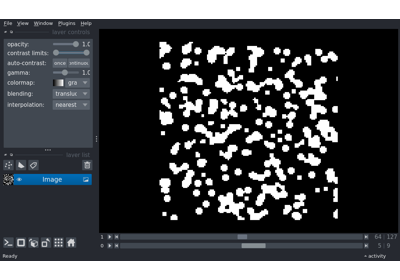 File View Window Plugins Help
layer controls
opacity: 1.0
contrast limits:
auto-contrast: once
gamma: 1.0
colormap: gra
blending: translu
interpolation: nearest
layer list
Image
1 64 127
0 5 9
Ready activity